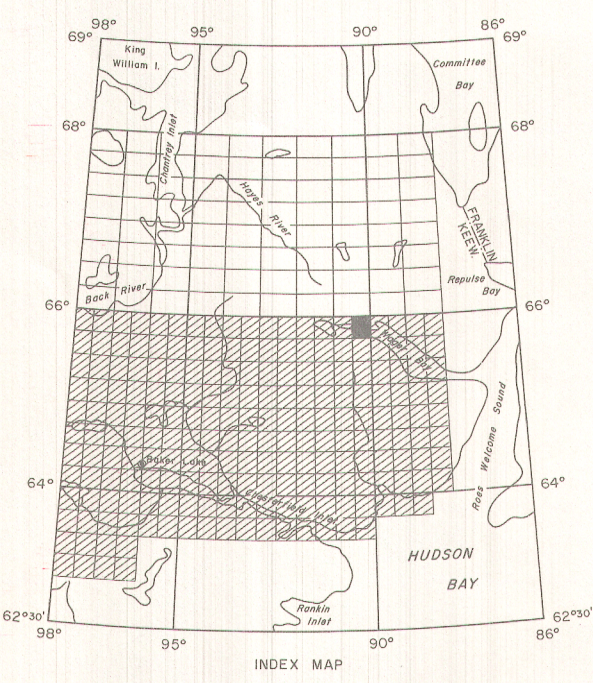 98° 95° 90° 86°
69° 69°
King
William I.
Committee
Bay
68° 68°
Chantrey Inlet
Hayes River
FRANKLIN
KEEW.
Back River
Repulse
Bay
66° 66°
Wager Bay
Roes Welcome Sound
Baker Lake
64° 64°
Chesterfield Inlet
HUDSON
BAY
Rankin
Inlet
62°30' 62°30'
98° 95° 90° 86°
INDEX MAP